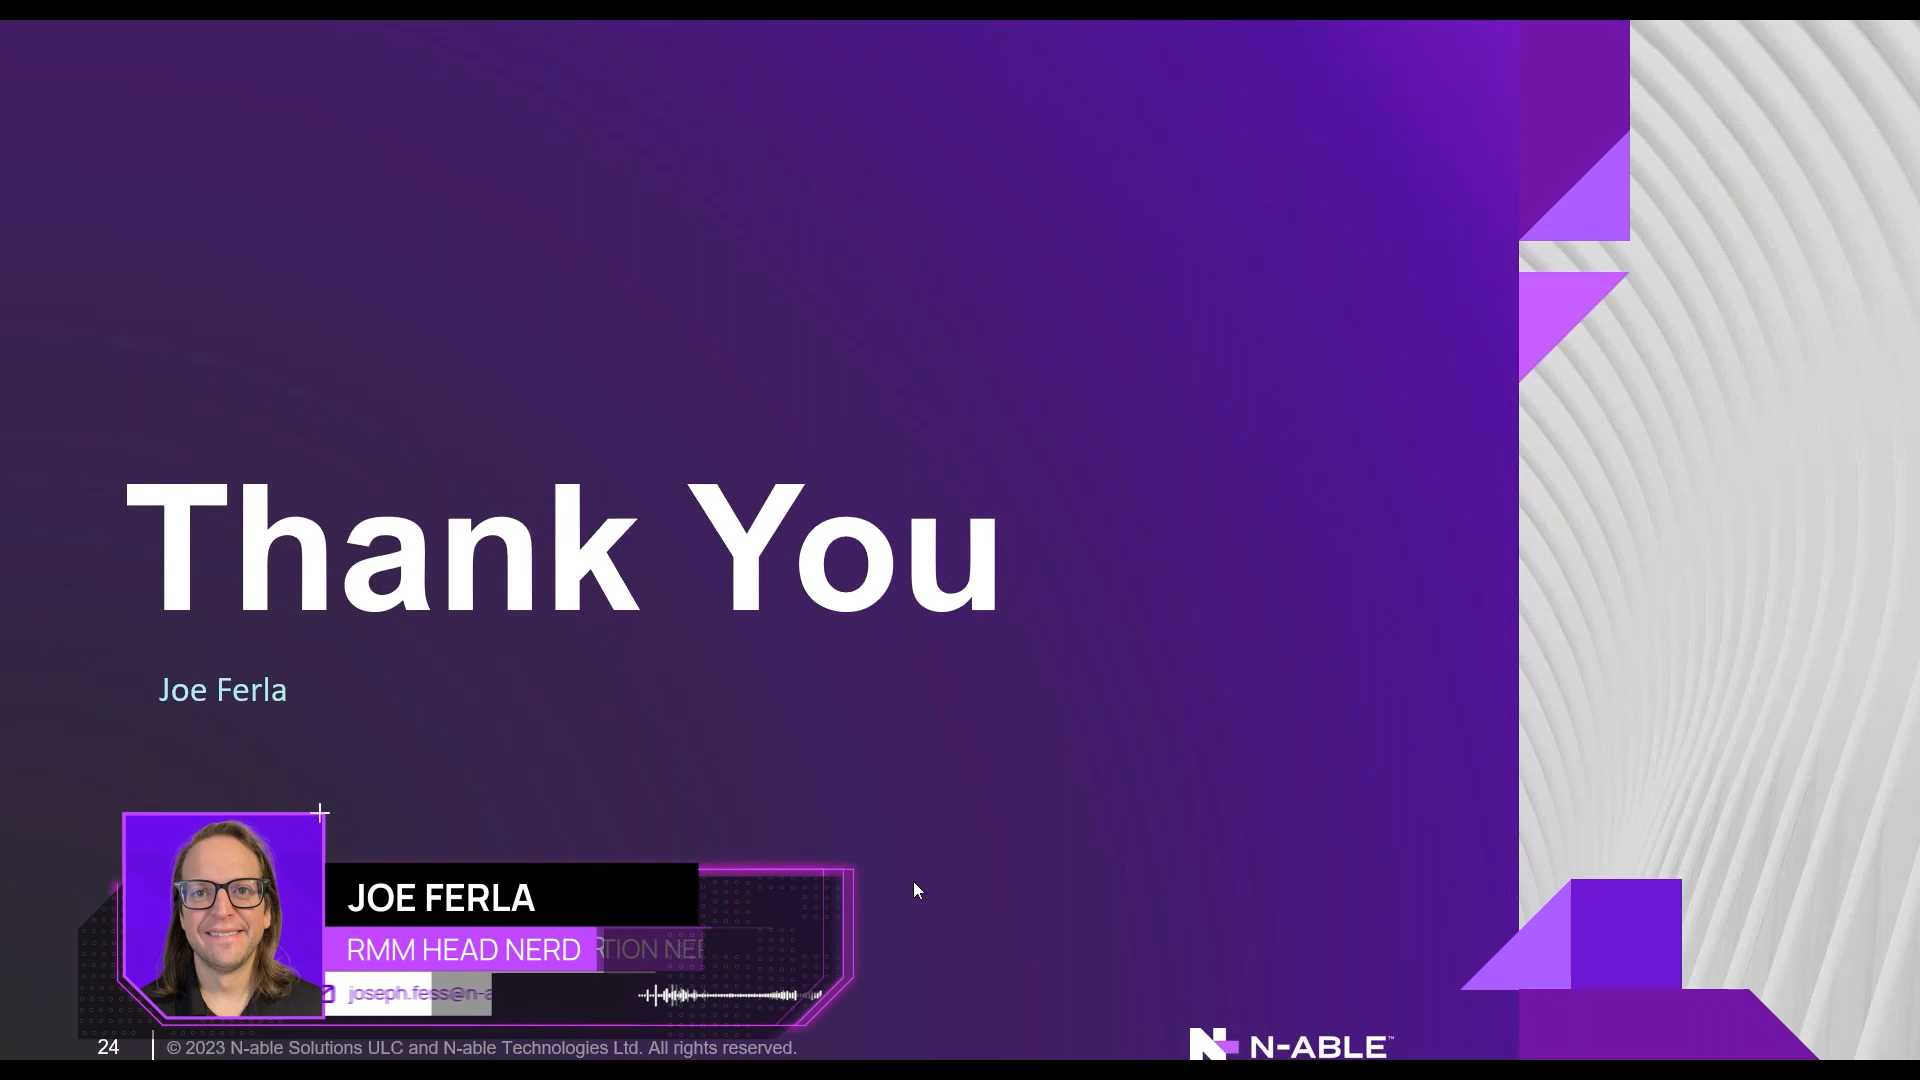 Thank You
Joe Ferla
JOE FERLA
RMM HEAD NERD
24
© 2023 N-able Solutions ULC and N-able Technologies Ltd. All rights reserved.
N-ABLE™